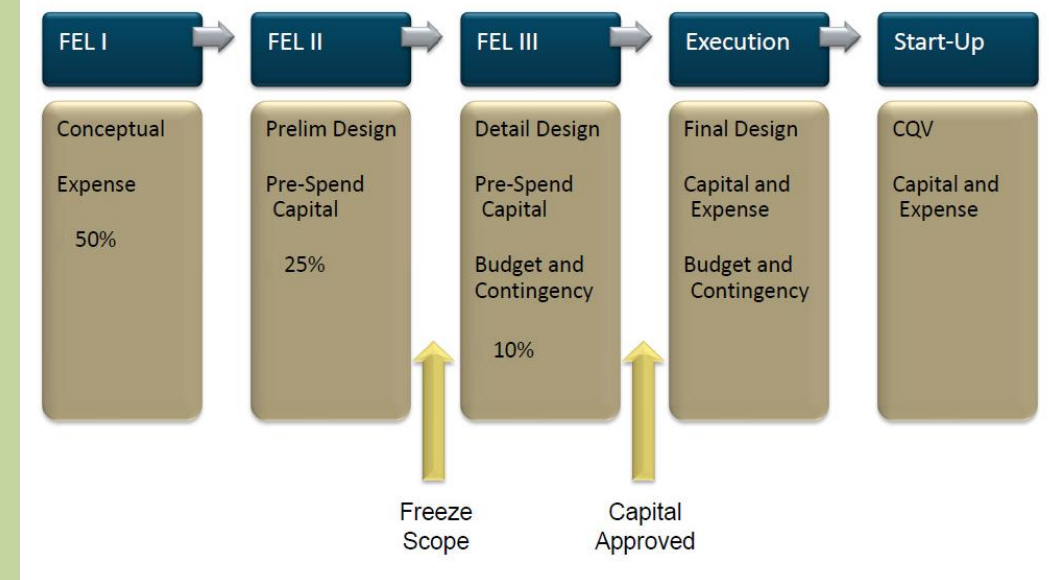 FEL I
FEL II
FEL III
Execution
Start-Up
Conceptual
Expense
50%
Prelim Design
Pre-Spend
Capital
25%
Detail Design
Pre-Spend
Capital
Budget and
Contingency
10%
Final Design
Capital and
Expense
Budget and
Contingency
CQV
Capital and
Expense
Freeze
Scope
Capital
Approved